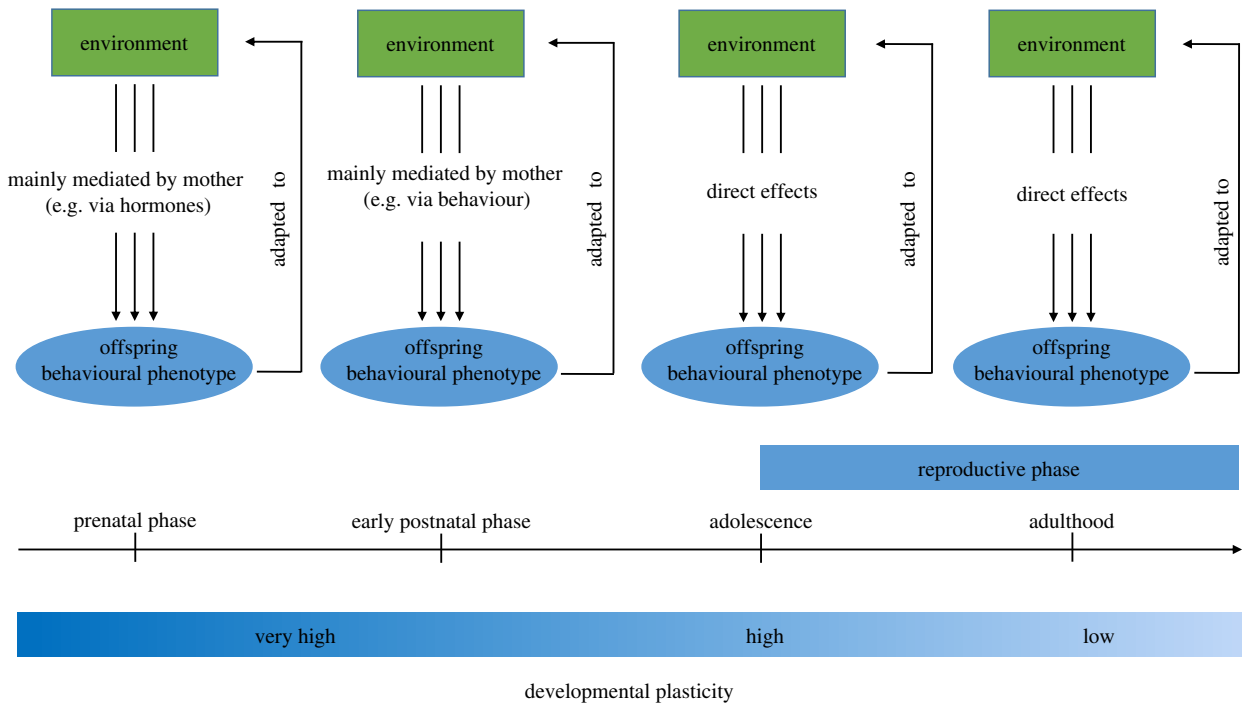 environment
environment
environment
environment
mainly mediated by mother
(e.g. via hormones)
adapted to
mainly mediated by mother
(e.g. via behaviour)
adapted to
direct effects
adapted to
direct effects
adapted to
offspring
behavioural phenotype
offspring
behavioural phenotype
offspring
behavioural phenotype
offspring
behavioural phenotype
reproductive phase
prenatal phase
early postnatal phase
adolescence
adulthood
very high
high
low
developmental plasticity